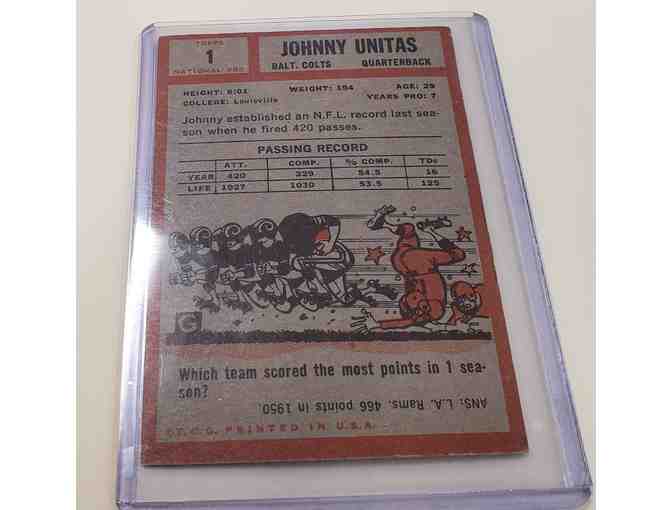 TOPPS
1
NATIONAL PRO
JOHNNY UNITAS
BALT. COLTS QUARTERBACK
HEIGHT: 6:01 WEIGHT: 194 AGE: 29
COLLEGE: Louisville YEARS PRO: 7
Johnny established an N.F.L. record last sea-
son when he fired 420 passes.
PASSING RECORD
ATT. COMP. % COMP. TDs
YEAR 420 229 54.5 16
LIFE 1927 1030 53.5 125
G
Which team scored the most points in 1 sea-
son?
ANS: L.A. Rams. 466 points in 1950.
©T.C.G. PRINTED IN U.S.A.